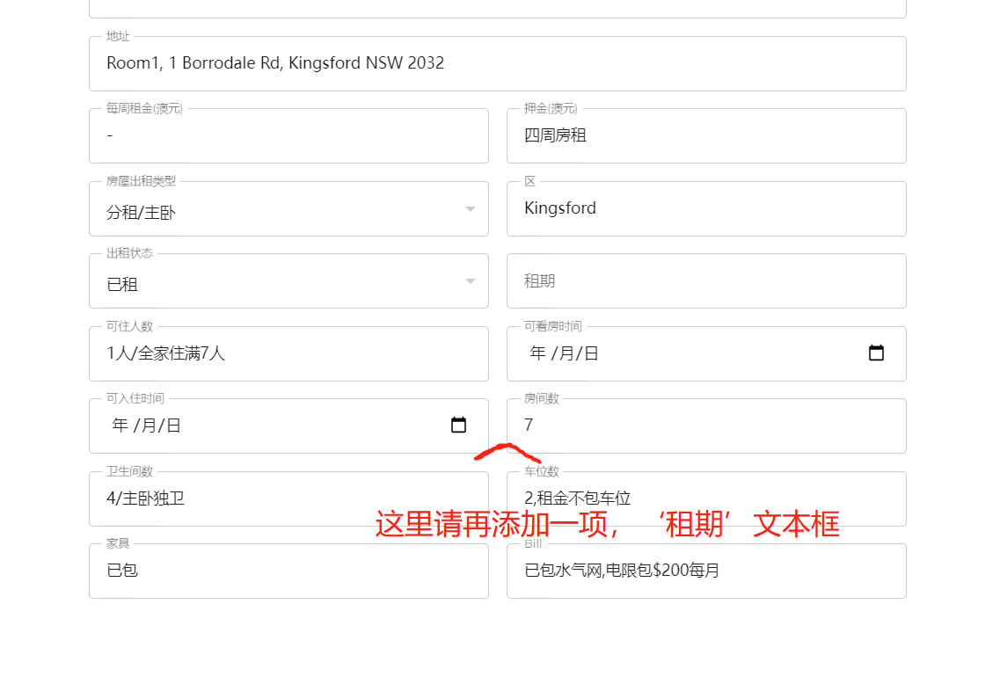 地址
Room1, 1 Borrodale Rd, Kingsford NSW 2032
每周租金(澳元)
-
押金(澳元)
四周房租
房屋出租类型
分租/主卧
区
Kingsford
出租状态
已租
租期
可住人数
1人/全家住满7人
可看房时间
年 /月/日
可入住时间
年 /月/日
房间数
7
卫生间数
4/主卧独卫
车位数
2,租金不包车位
这里请再添加一项，‘租期’文本框
家具
已包
Bill
已包水气网,电限包$200每月